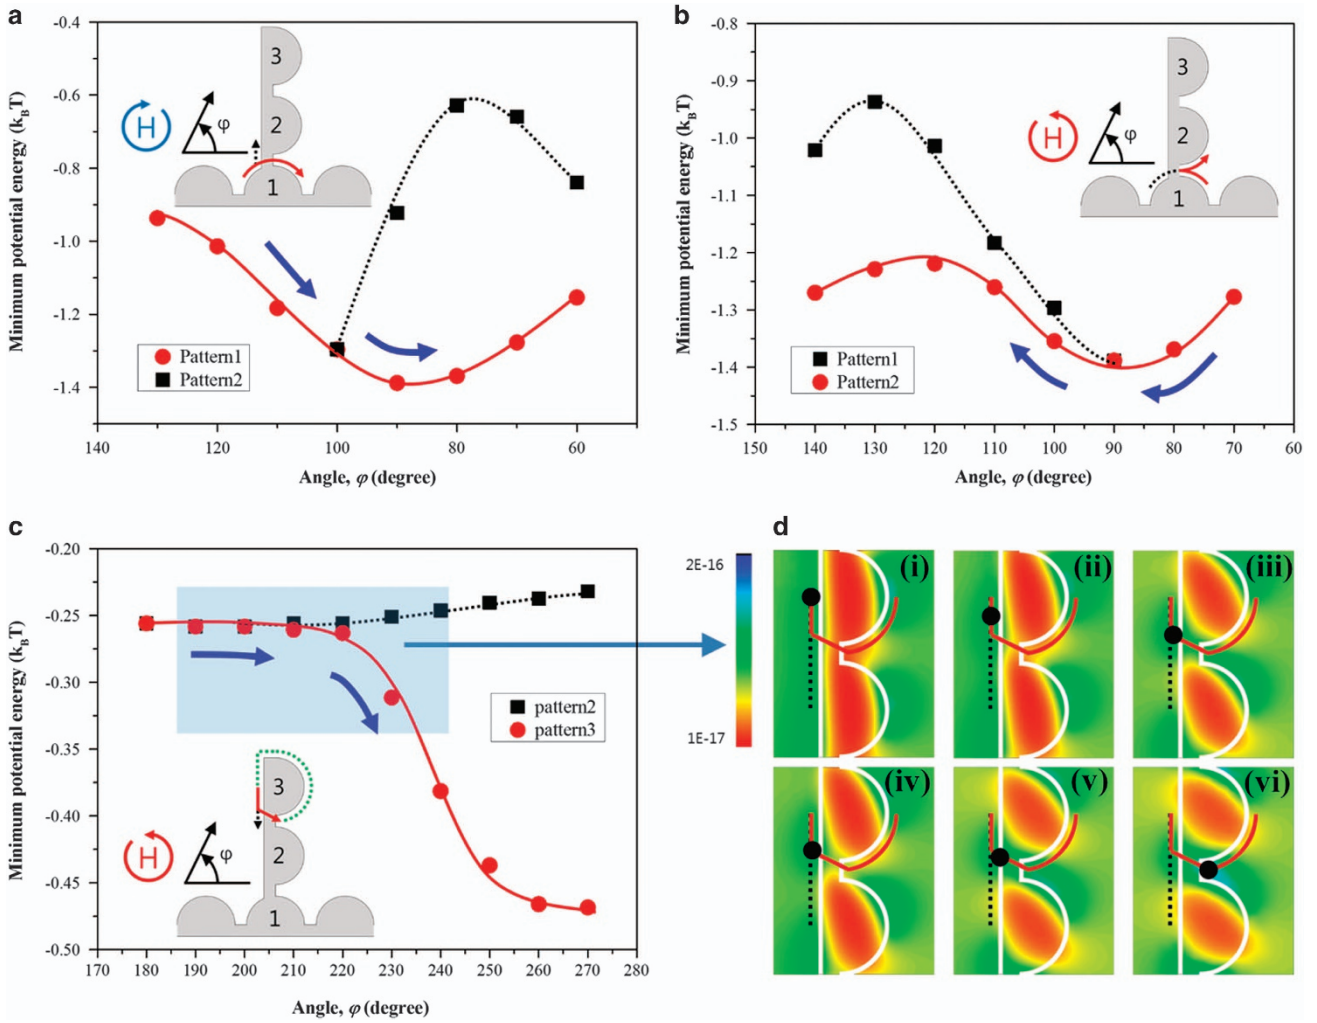 a
-0.4
-0.6
-0.8
-1.0
-1.2
-1.4
140
120
100
80
60
Minimum potential energy (k_BT)
Angle, φ (degree)
H
φ
3
2
1
Pattern1
Pattern2
b
-0.8
-0.9
-1.0
-1.1
-1.2
-1.3
-1.4
-1.5
150
140
130
120
110
100
90
80
70
60
Minimum potential energy (k_BT)
Angle, φ (degree)
H
φ
3
2
1
Pattern1
Pattern2
c
-0.20
-0.25
-0.30
-0.35
-0.40
-0.45
-0.50
170
180
190
200
210
220
230
240
250
260
270
280
Minimum potential energy (k_BT)
Angle, φ (degree)
pattern2
pattern3
H
φ
3
2
1
d
2E-16
1E-17
(i)
(ii)
(iii)
(iv)
(v)
(vi)